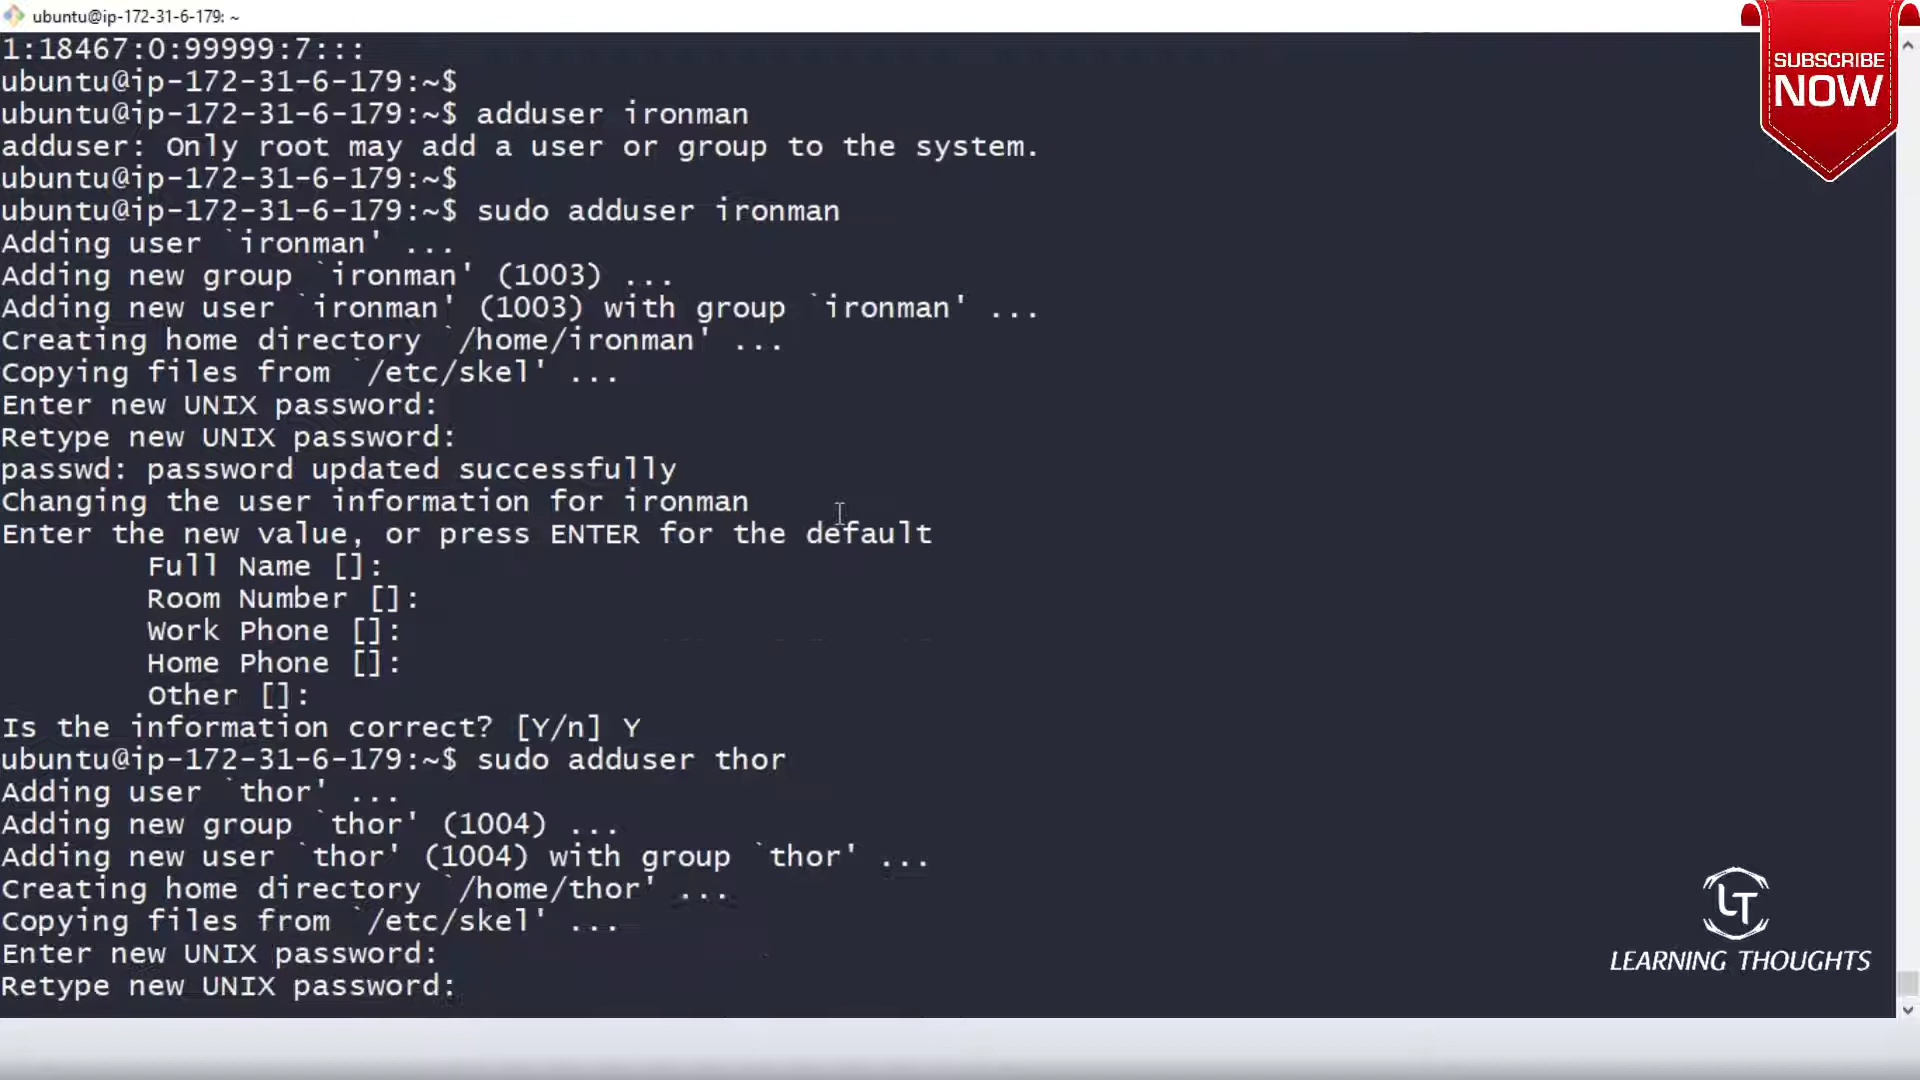 ubuntu@ip-172-31-6-179: ~
1:18467:0:99999:7:::
ubuntu@ip-172-31-6-179:~$
ubuntu@ip-172-31-6-179:~$ adduser ironman
adduser: Only root may add a user or group to the system.
ubuntu@ip-172-31-6-179:~$
ubuntu@ip-172-31-6-179:~$ sudo adduser ironman
Adding user `ironman' ...
Adding new group `ironman' (1003) ...
Adding new user `ironman' (1003) with group `ironman' ...
Creating home directory `/home/ironman' ...
Copying files from `/etc/skel' ...
Enter new UNIX password:
Retype new UNIX password:
passwd: password updated successfully
Changing the user information for ironman
Enter the new value, or press ENTER for the default
Full Name []:
Room Number []:
Work Phone []:
Home Phone []:
Other []:
Is the information correct? [Y/n] Y
ubuntu@ip-172-31-6-179:~$ sudo adduser thor
Adding user `thor' ...
Adding new group `thor' (1004) ...
Adding new user `thor' (1004) with group `thor' ...
Creating home directory `/home/thor' ...
Copying files from `/etc/skel' ...
Enter new UNIX password:
Retype new UNIX password:
SUBSCRIBE
NOW
LT
LEARNING THOUGHTS